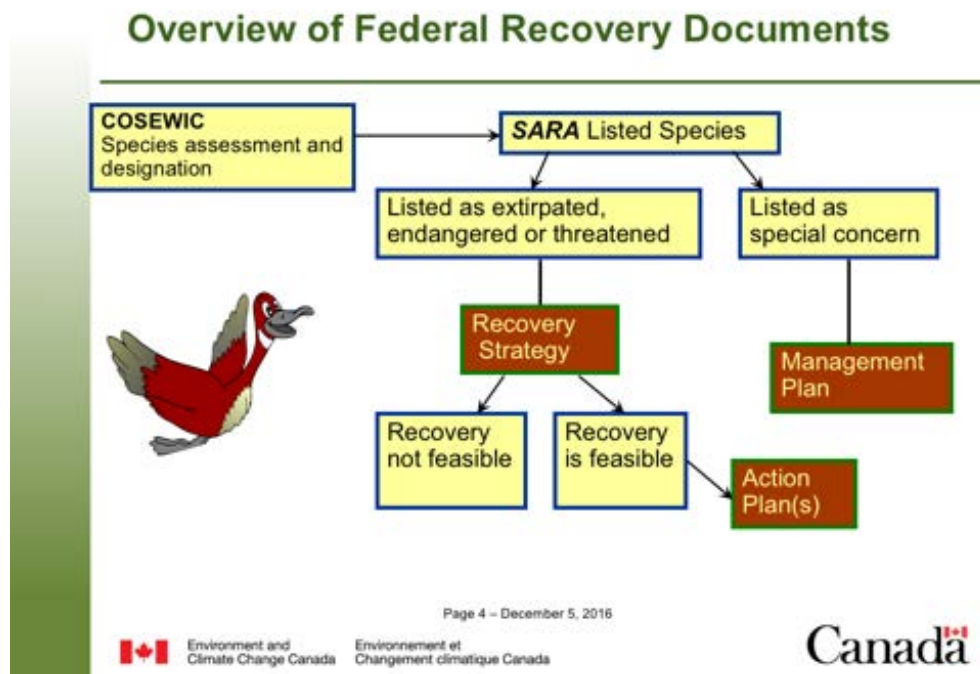 Overview of Federal Recovery Documents
COSEWIC
Species assessment and
designation
SARA Listed Species
Listed as extirpated,
endangered or threatened
Listed as
special concern
Recovery
Strategy
Management
Plan
Recovery
not feasible
Recovery
is feasible
Action
Plan(s)
Page 4 – December 5, 2016
Environment and
Climate Change Canada
Environnement et
Changement climatique Canada
Canada